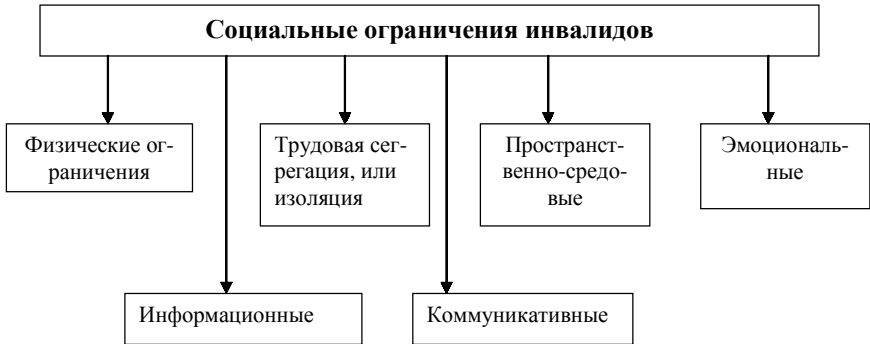 Социальные ограничения инвалидов
Физические ог-
раничения
Трудовая сег-
регация, или
изоляция
Пространст-
венно-средо-
вые
Эмоциональ-
ные
Информационные
Коммуникативные